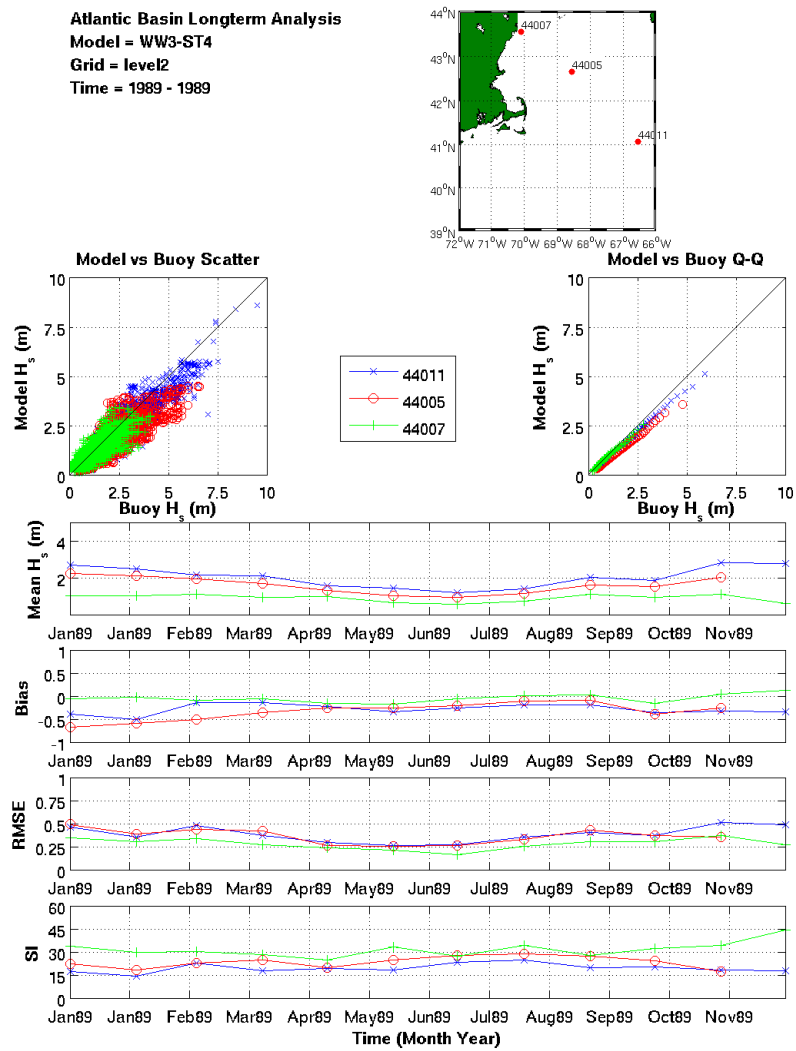 Atlantic Basin Longterm Analysis
Model = WW3-ST4
Grid = level2
Time = 1989 - 1989
44°N
43°N
42°N
41°N
40°N
39°N
72°W 71°W 70°W 69°W 68°W 67°W 66°W
44007
44005
44011
Model vs Buoy Scatter
Model Hs (m)
10
7.5
5
2.5
0
0 2.5 5 7.5 10
Buoy Hs (m)
44011
44005
44007
Model vs Buoy Q-Q
Model Hs (m)
10
7.5
5
2.5
0
0 2.5 5 7.5 10
Buoy Hs (m)
Mean Hs (m)
4
2
Jan89 Jan89 Feb89 Mar89 Apr89 May89 Jun89 Jul89 Aug89 Sep89 Oct89 Nov89
Bias
1
0.5
0
-0.5
-1
Jan89 Jan89 Feb89 Mar89 Apr89 May89 Jun89 Jul89 Aug89 Sep89 Oct89 Nov89
RMSE
1
0.75
0.5
0.25
0
Jan89 Jan89 Feb89 Mar89 Apr89 May89 Jun89 Jul89 Aug89 Sep89 Oct89 Nov89
SI
60
45
30
15
0
Jan89 Jan89 Feb89 Mar89 Apr89 May89 Jun89 Jul89 Aug89 Sep89 Oct89 Nov89
Time (Month Year)